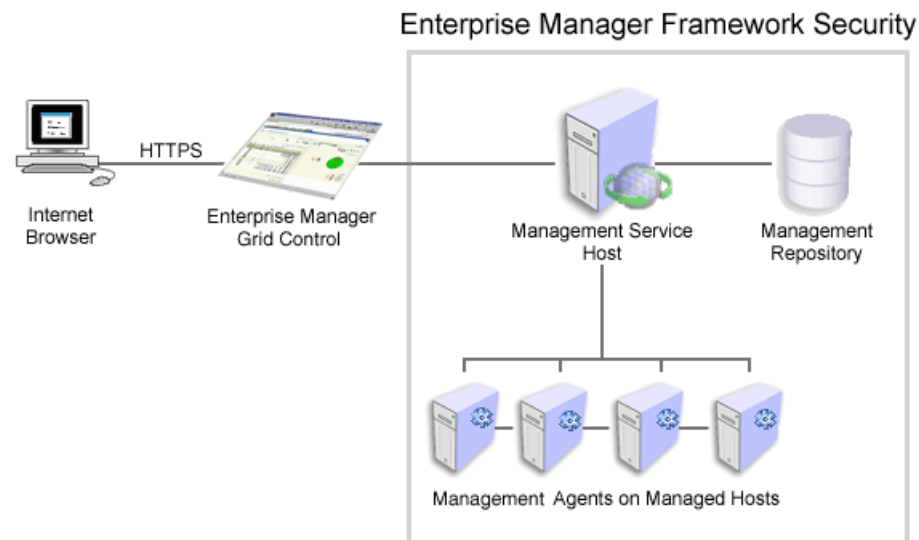 Enterprise Manager Framework Security
HTTPS
Internet
Browser
Enterprise Manager
Grid Control
Management Service
Host
Management
Repository
Management Agents on Managed Hosts